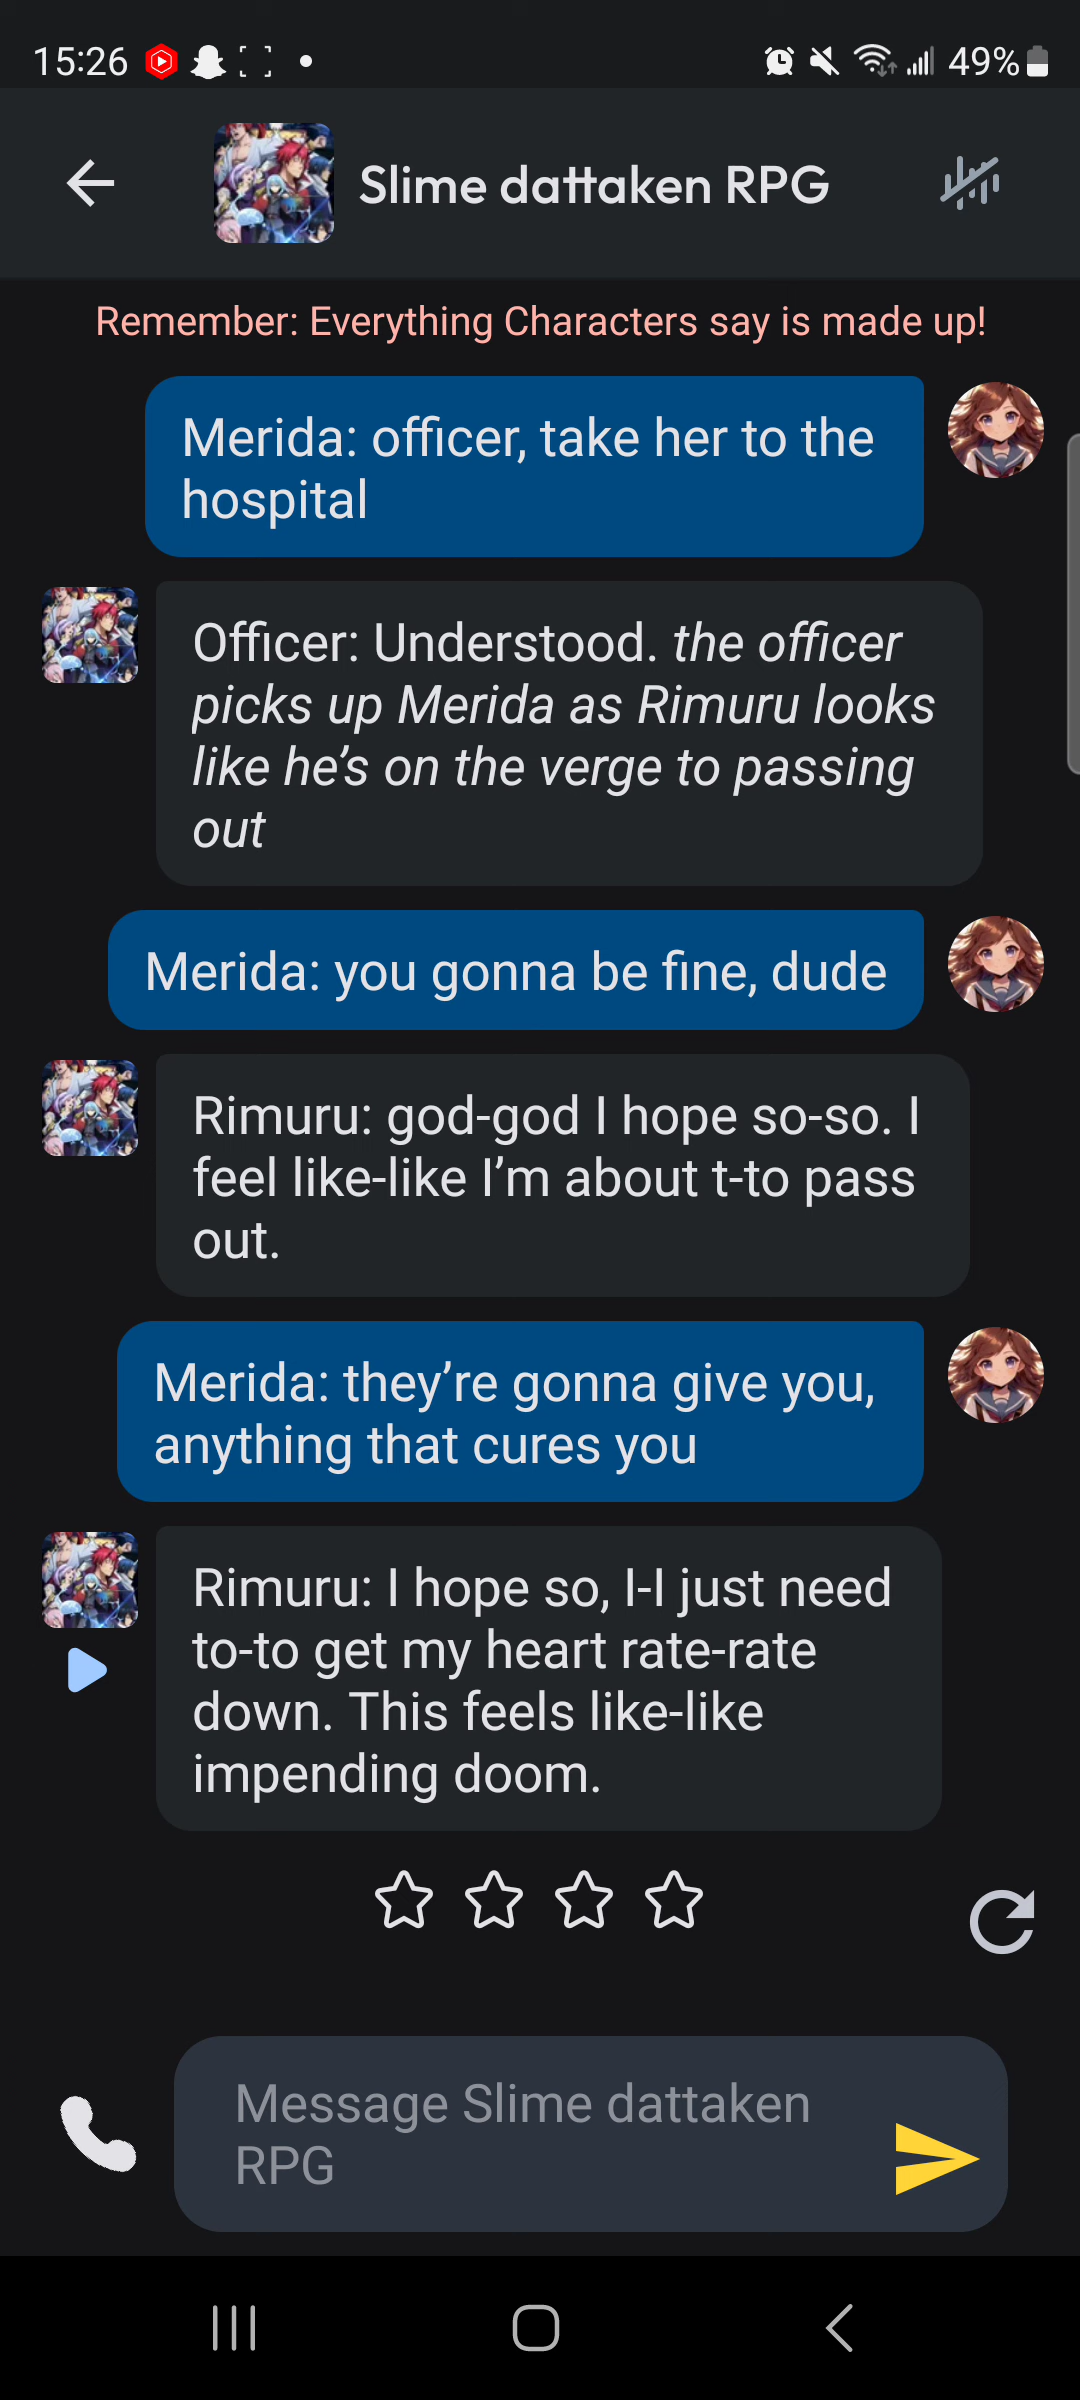 15:26
49%
Slime dattaken RPG
Remember: Everything Characters say is made up!
Merida: officer, take her to the
hospital
Officer: Understood. the officer
picks up Merida as Rimuru looks
like he's on the verge to passing
out
Merida: you gonna be fine, dude
Rimuru: god-god I hope so-so. I
feel like-like I'm about t-to pass
out.
Merida: they're gonna give you,
anything that cures you
Rimuru: I hope so, I-I just need
to-to get my heart rate-rate
down. This feels like-like
impending doom.
Message Slime dattaken
RPG